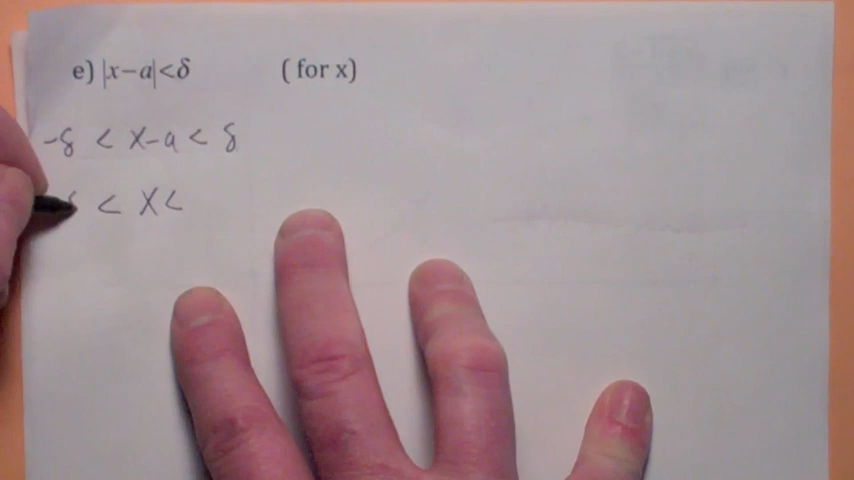 e) |x−a|<δ (for x)
-δ < x-a < δ
< x <